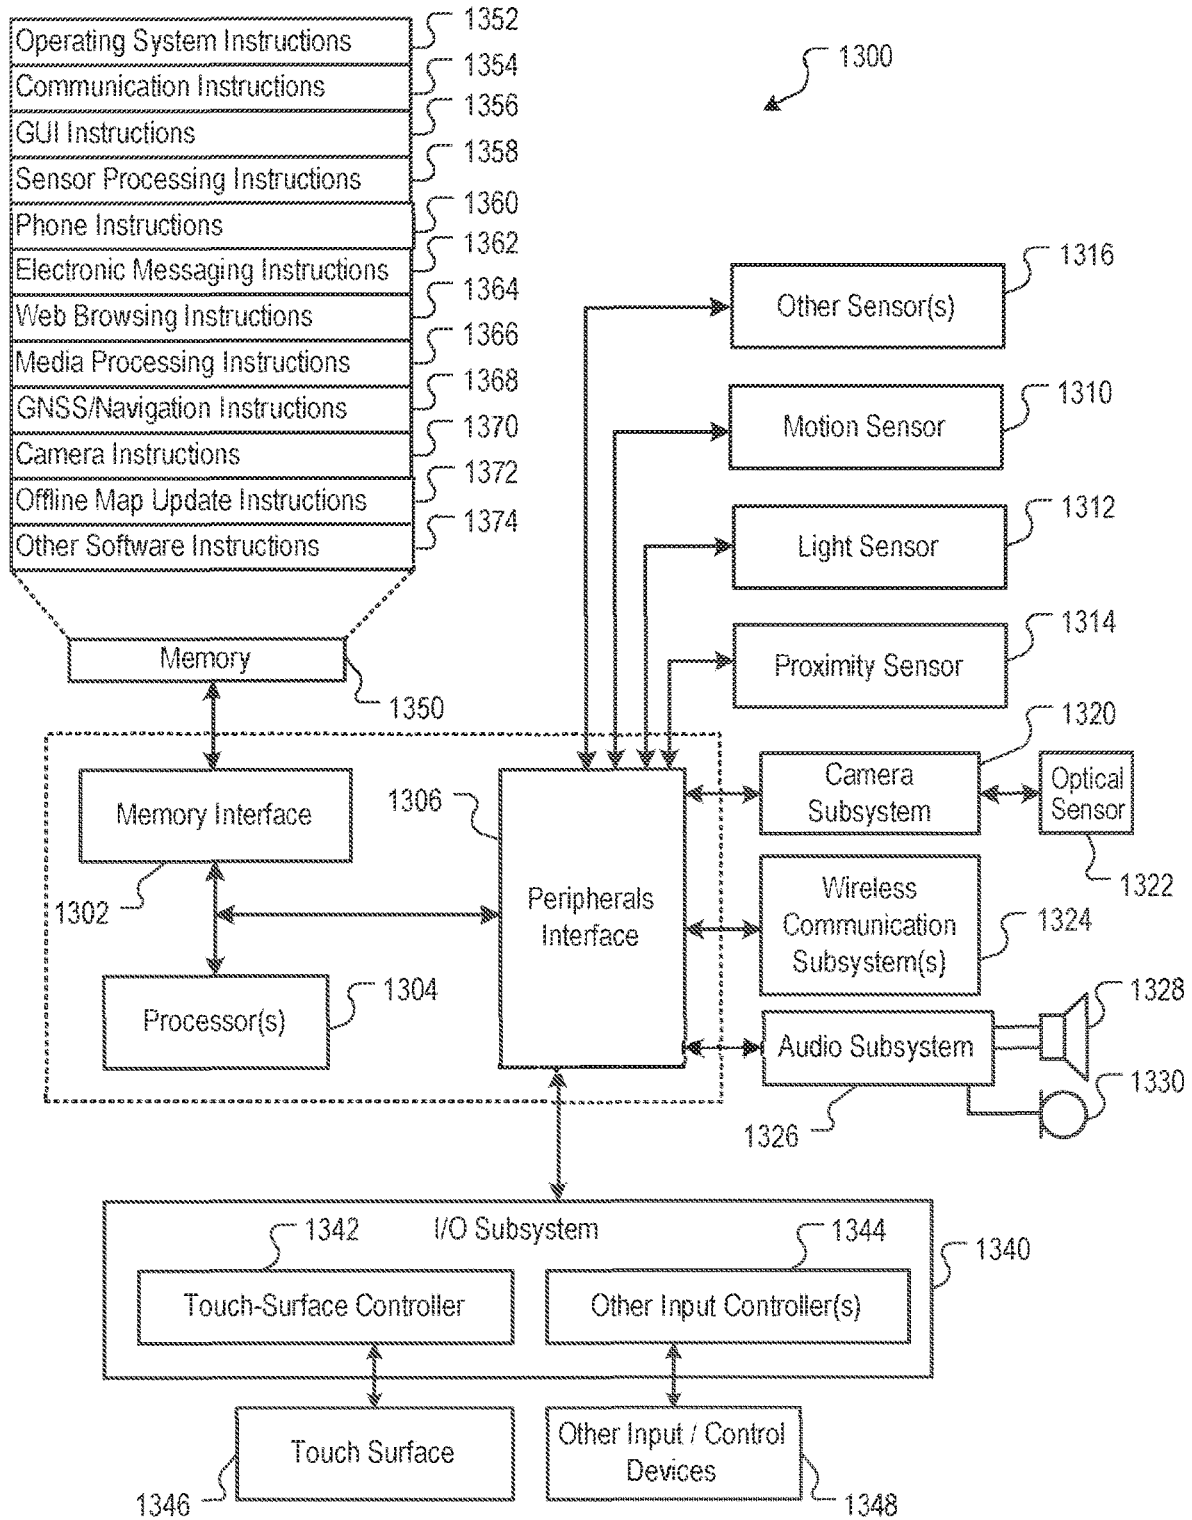 1352
Operating System Instructions
1354
Communication Instructions
1356
GUI Instructions
1358
Sensor Processing Instructions
1360
Phone Instructions
1362
Electronic Messaging Instructions
1364
Web Browsing Instructions
1366
Media Processing Instructions
1368
GNSS/Navigation Instructions
1370
Camera Instructions
1372
Offline Map Update Instructions
1374
Other Software Instructions
Memory
1350
1300
1316
Other Sensor(s)
1310
Motion Sensor
1312
Light Sensor
1314
Proximity Sensor
1320
Camera
Subsystem
Optical
Sensor
1322
Memory Interface
1302
1306
Peripherals
Interface
Wireless
Communication
Subsystem(s)
1324
1304
Processor(s)
Audio Subsystem
1328
1330
1326
1342
I/O Subsystem
1344
1340
Touch-Surface Controller
Other Input Controller(s)
Touch Surface
1346
Other Input / Control
Devices
1348